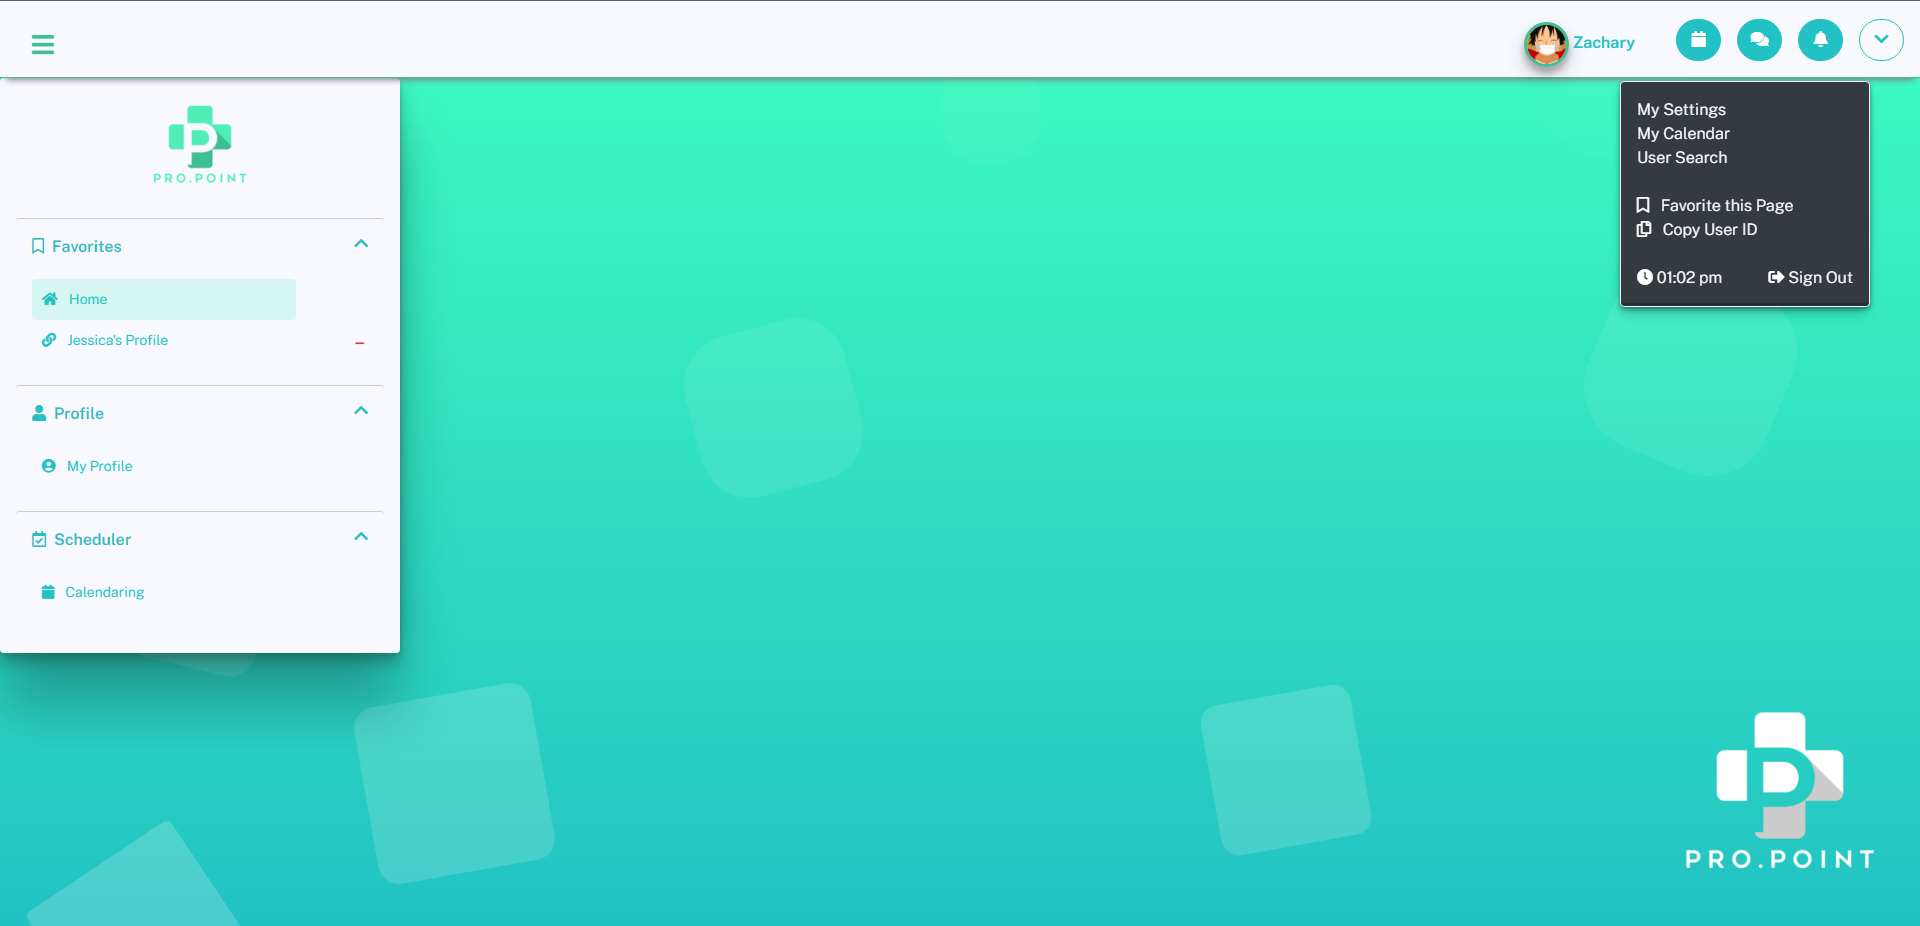 Zachary
My Settings
My Calendar
User Search
Favorite this Page
Copy User ID
01:02 pm
Sign Out
PRO.POINT
Favorites
Home
Jessica's Profile
Profile
My Profile
Scheduler
Calendaring
PRO.POINT